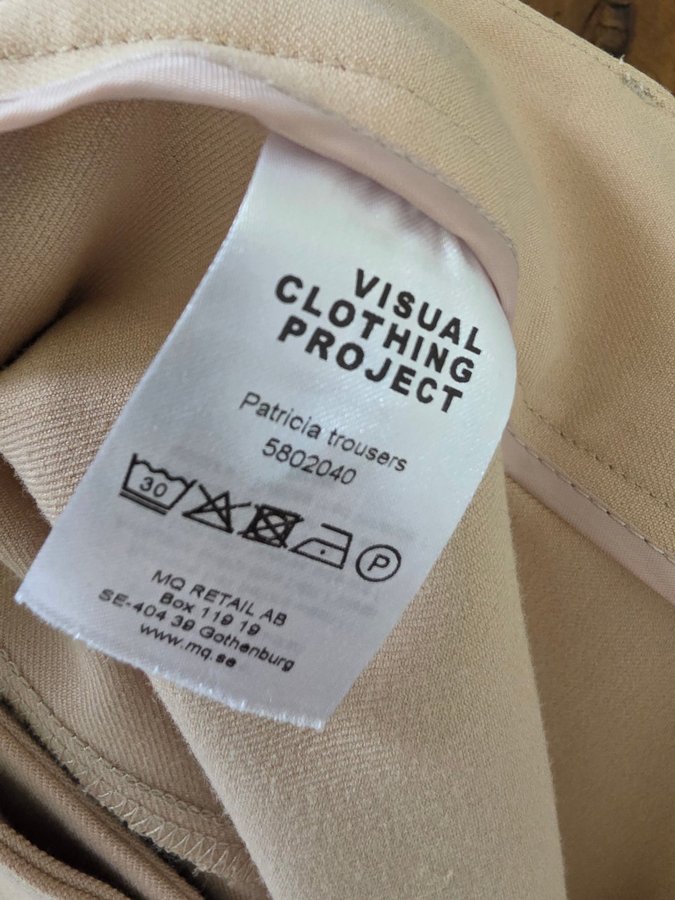 VISUAL
CLOTHING
PROJECT
Patricia trousers
5802040
30
P
MQ RETAIL AB
Box 119 19
SE-404 39 Gothenburg
www.mq.se